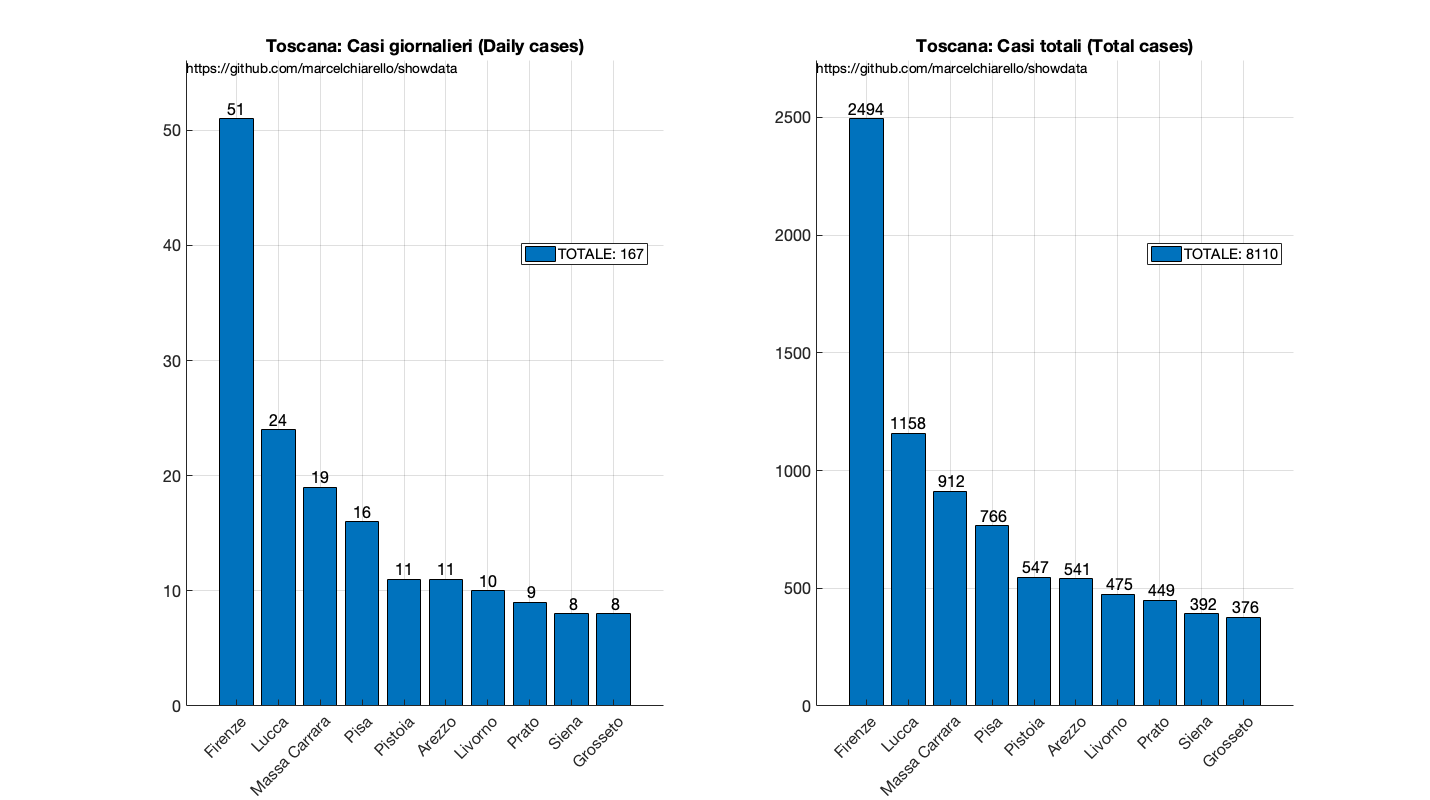 Toscana: Casi giornalieri (Daily cases)
https://github.com/marcelchiarello/showdata
51
50
40
TOTALE: 167
30
24
20
19
16
11
11
10
10
9
8
8
0
Firenze
Lucca
Massa Carrara
Pisa
Pistoia
Arezzo
Livorno
Prato
Siena
Grosseto
Toscana: Casi totali (Total cases)
https://github.com/marcelchiarello/showdata
2494
2500
2000
TOTALE: 8110
1500
1158
1000
912
766
547
541
500
475
449
392
376
0
Firenze
Lucca
Massa Carrara
Pisa
Pistoia
Arezzo
Livorno
Prato
Siena
Grosseto